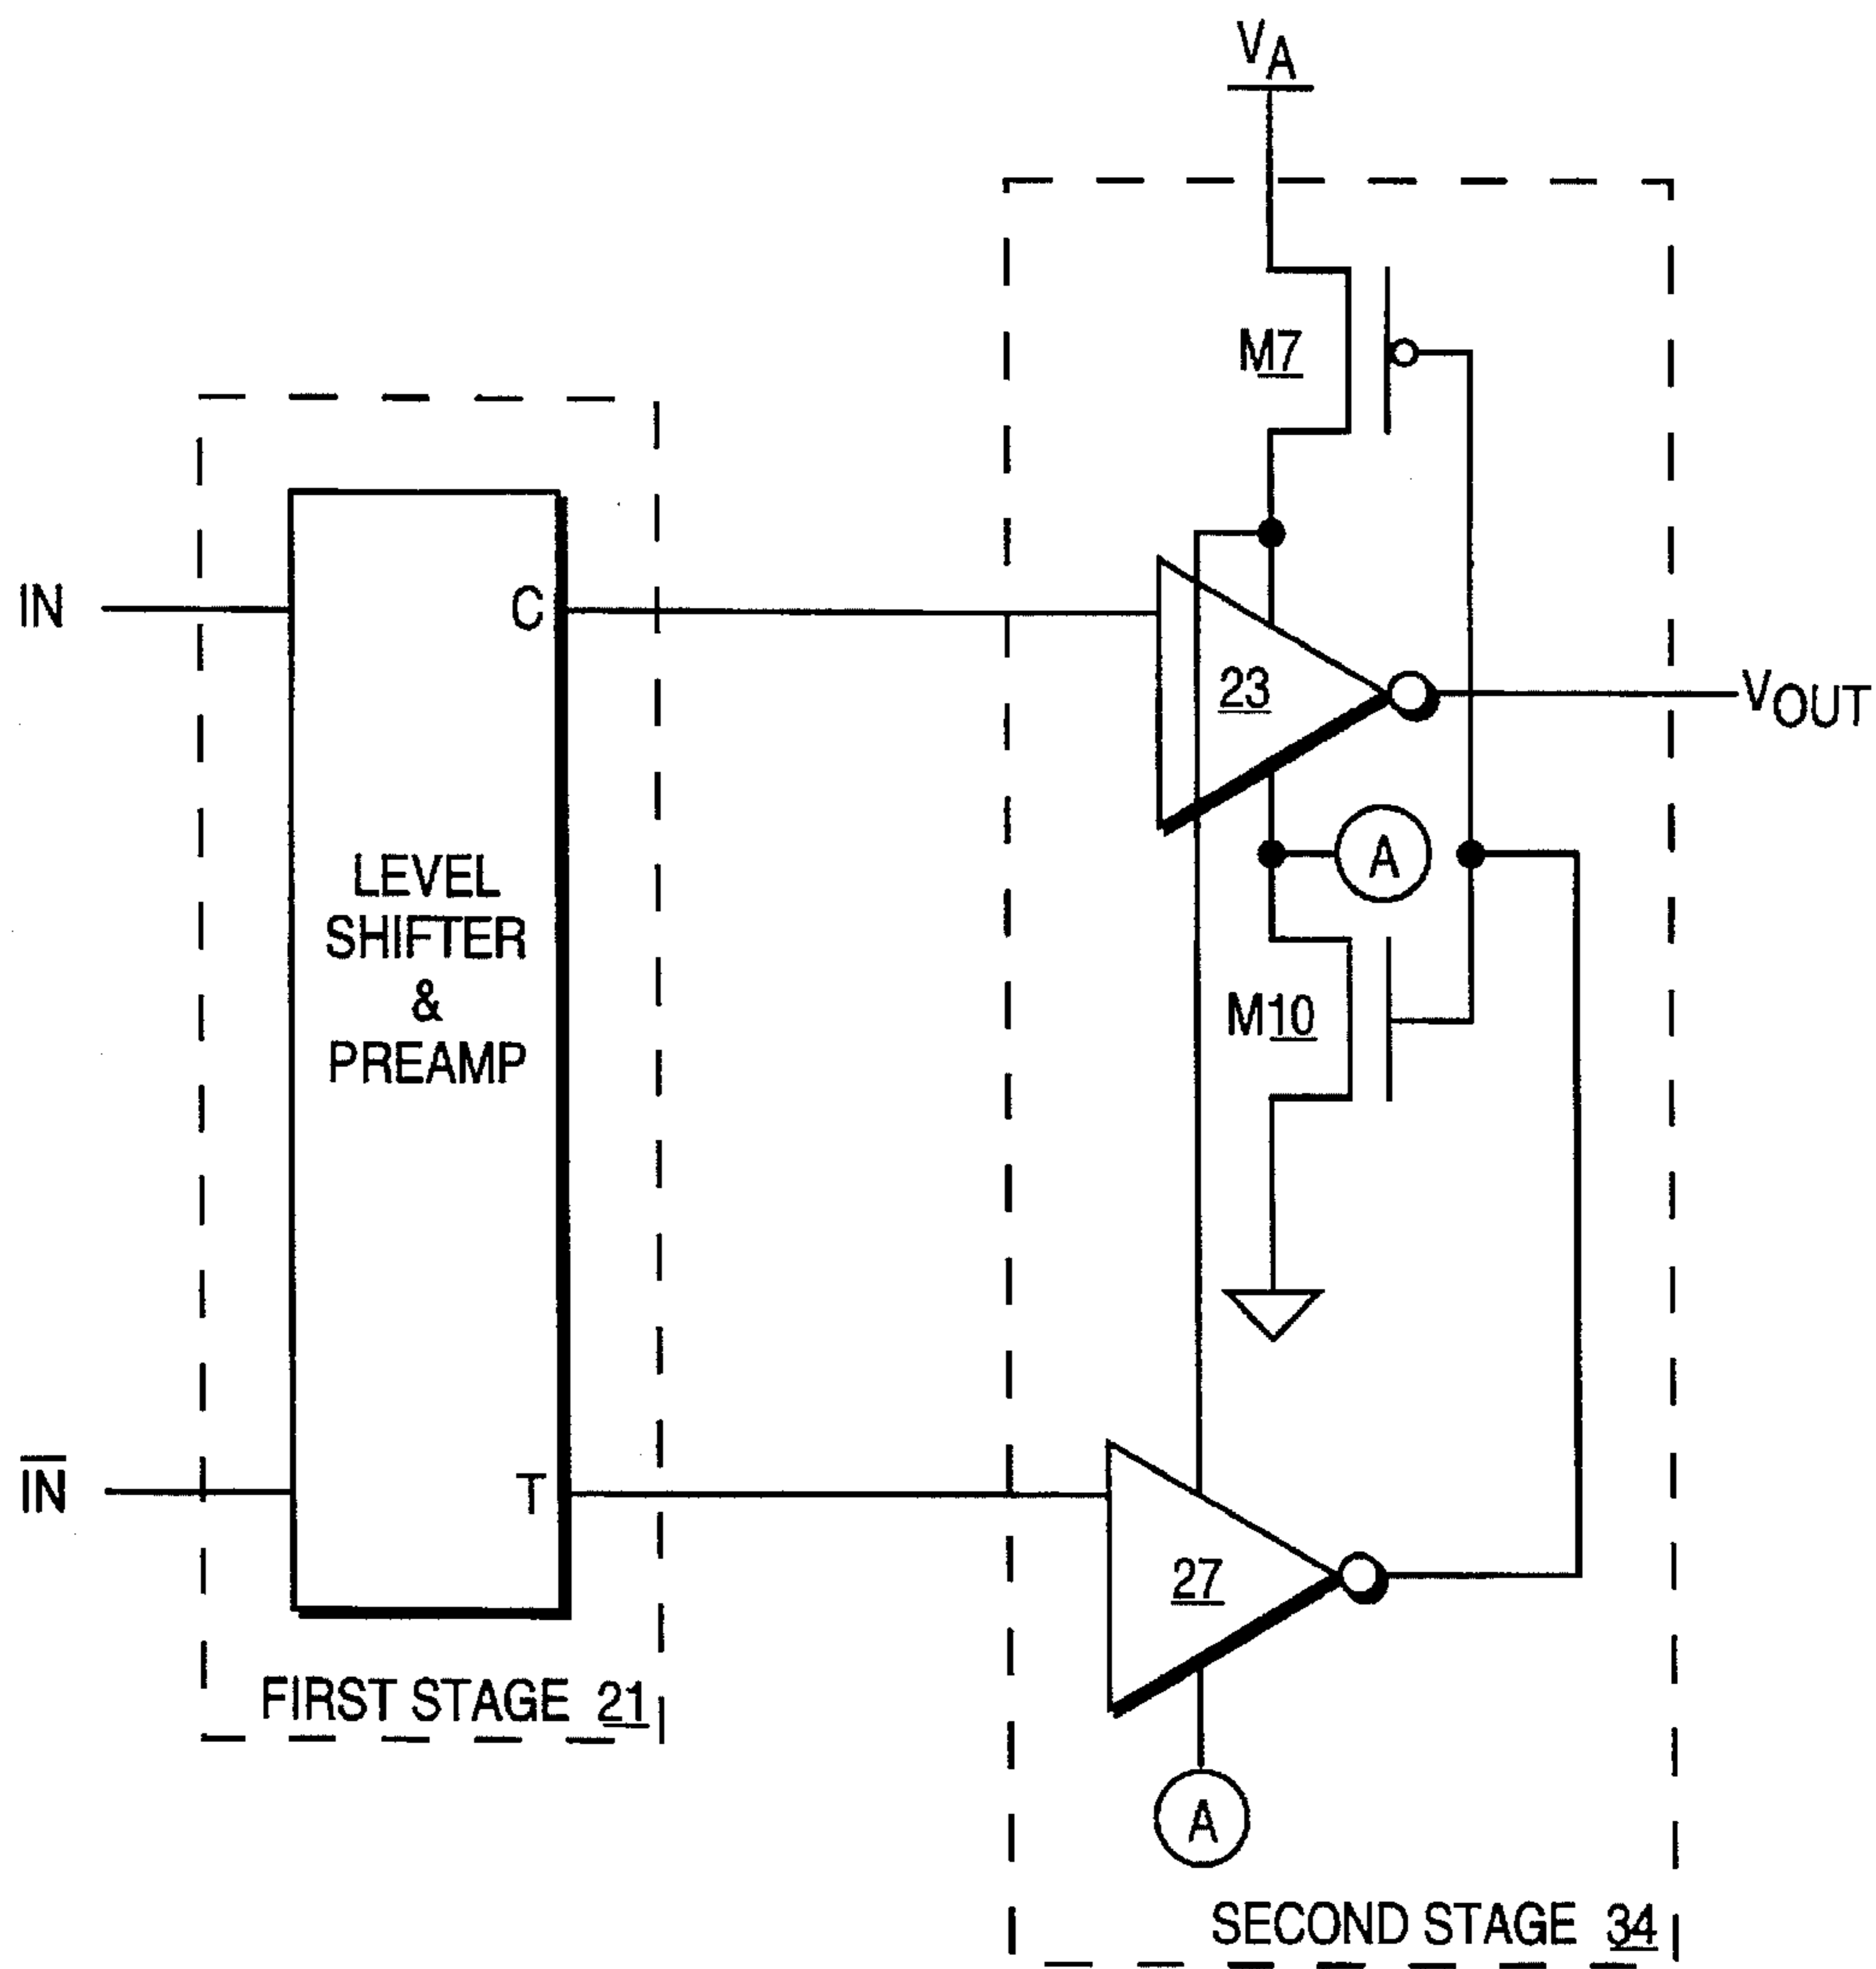 VA
M7
IN
C
23
VOUT
A
LEVEL
SHIFTER
&
PREAMP
M10
IN
T
27
FIRST STAGE 21
A
SECOND STAGE 34